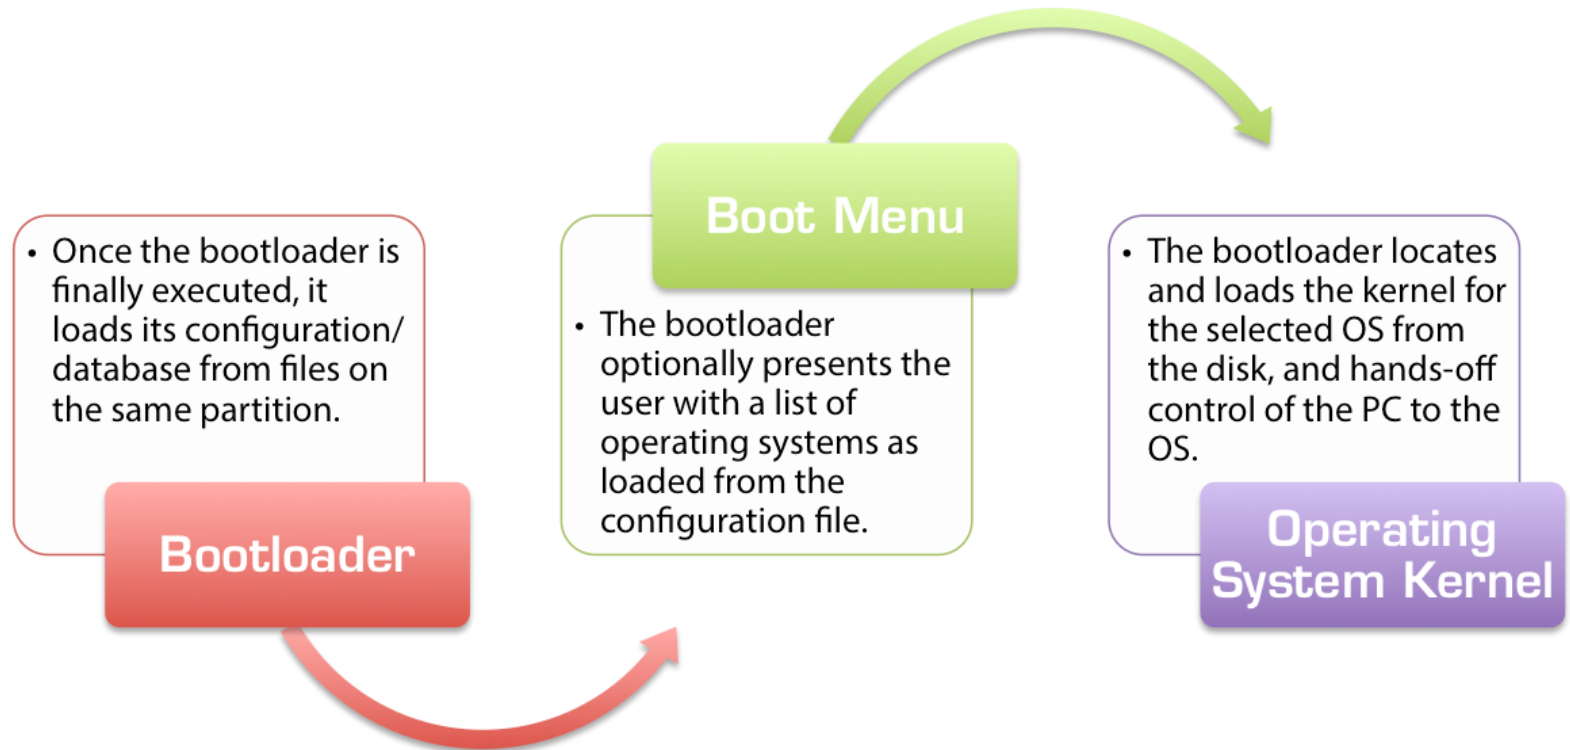 • Once the bootloader is
finally executed, it
loads its configuration/
database from files on
the same partition.
Bootloader
Boot Menu
• The bootloader
optionally presents the
user with a list of
operating systems as
loaded from the
configuration file.
• The bootloader locates
and loads the kernel for
the selected OS from
the disk, and hands-off
control of the PC to the
OS.
Operating
System Kernel